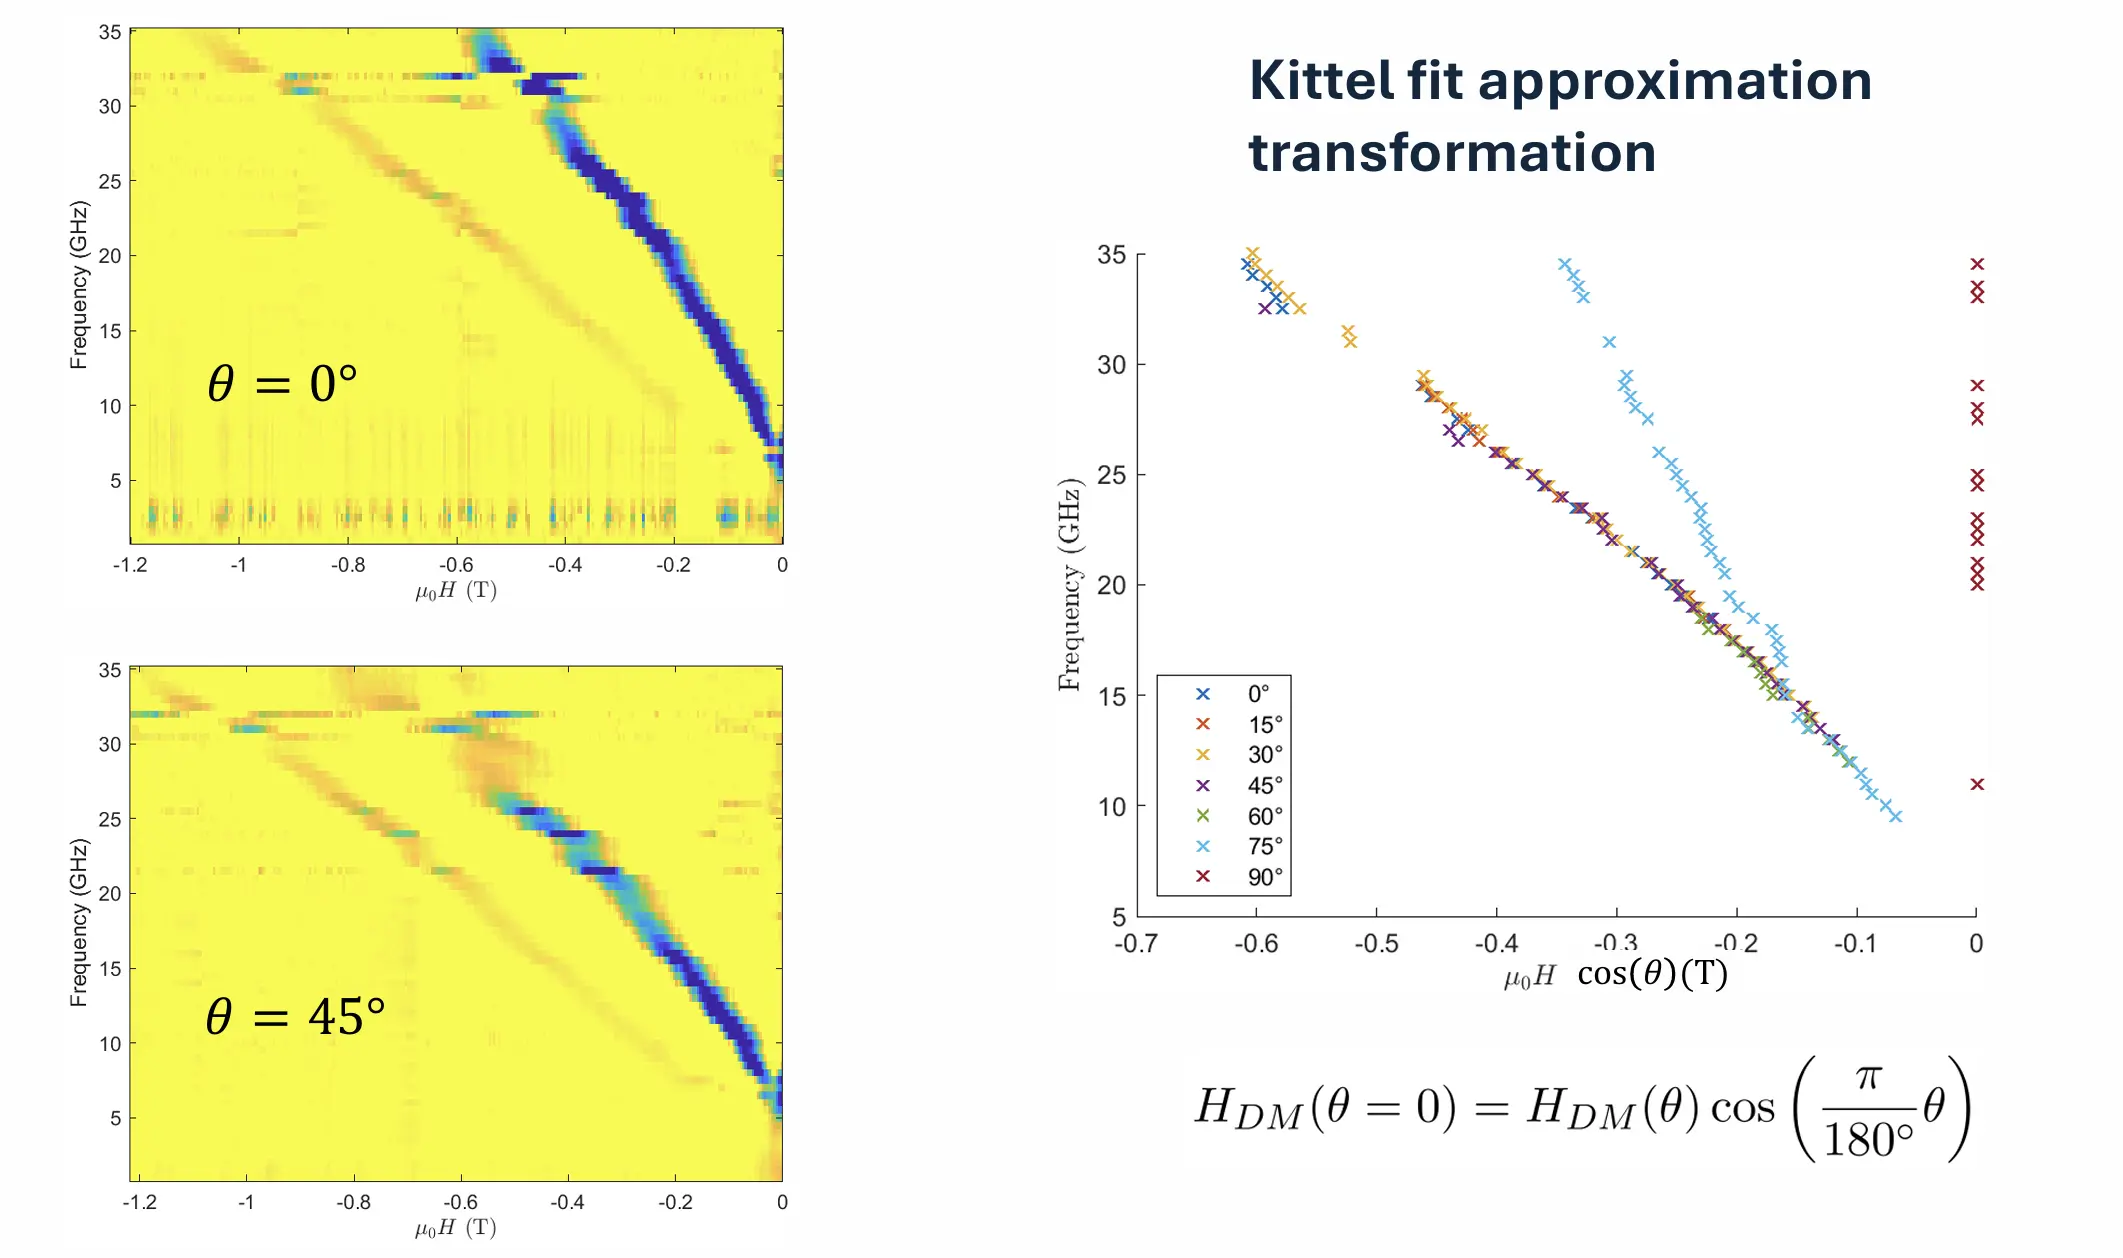 35
30
25
20
15
10
5
Frequency (GHz)
θ = 0°
-1.2 -1 -0.8 -0.6 -0.4 -0.2 0
μ₀H (T)
35
30
25
20
15
10
5
Frequency (GHz)
θ = 45°
-1.2 -1 -0.8 -0.6 -0.4 -0.2 0
μ₀H (T)
Kittel fit approximation
transformation
35
30
25
20
15
10
5
Frequency (GHz)
0°
15°
30°
45°
60°
75°
90°
-0.7 -0.6 -0.5 -0.4 -0.3 -0.2 -0.1 0
μ₀H cos(θ)(T)
H_{DM}(θ = 0) = H_{DM}(θ) cos(π/180° θ)